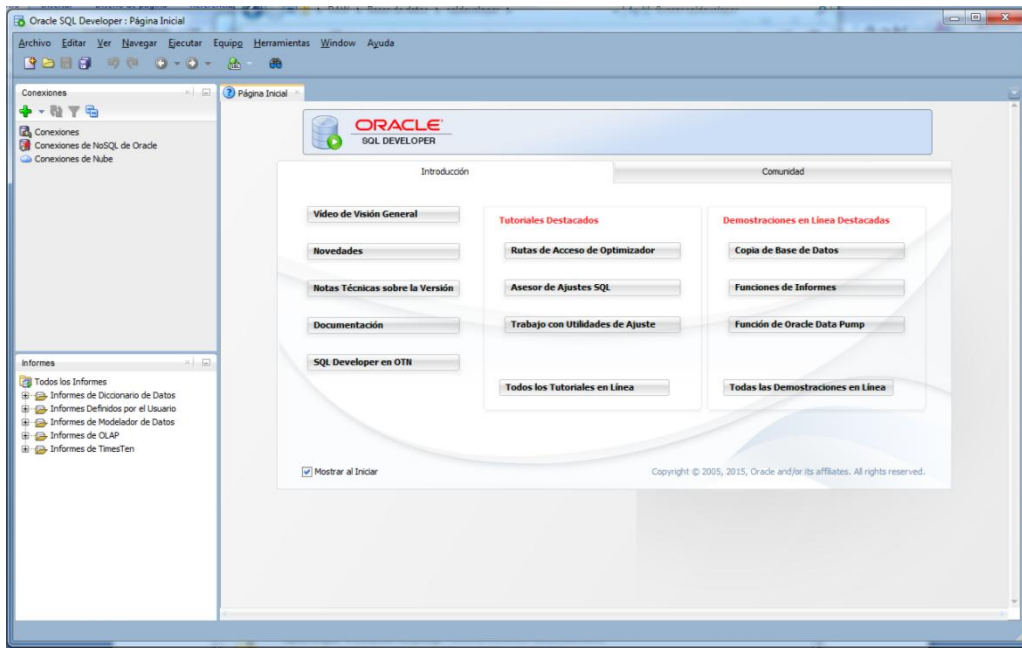 Oracle SQL Developer : Página Inicial
Archivo Editar Ver Navegar Ejecutar Equipo Herramientas Window Ayuda
Conexiones
Conexiones
Conexiones de NoSQL de Oracle
Conexiones de Nube
Informes
Todos los Informes
Informes de Diccionario de Datos
Informes Definidos por el Usuario
Informes de Modelador de Datos
Informes de OLAP
Informes de TimesTen
Página Inicial
ORACLE
SQL DEVELOPER
Introducción
Comunidad
Vídeo de Visión General
Novedades
Notas Técnicas sobre la Versión
Documentación
SQL Developer en OTN
Tutoriales Destacados
Rutas de Acceso de Optimizador
Asesor de Ajustes SQL
Trabajo con Utilidades de Ajuste
Todos los Tutoriales en Línea
Demostraciones en Línea Destacadas
Copia de Base de Datos
Funciones de Informes
Función de Oracle Data Pump
Todas las Demostraciones en Línea
Mostrar al Iniciar
Copyright © 2005, 2015, Oracle and/or its affiliates. All rights reserved.